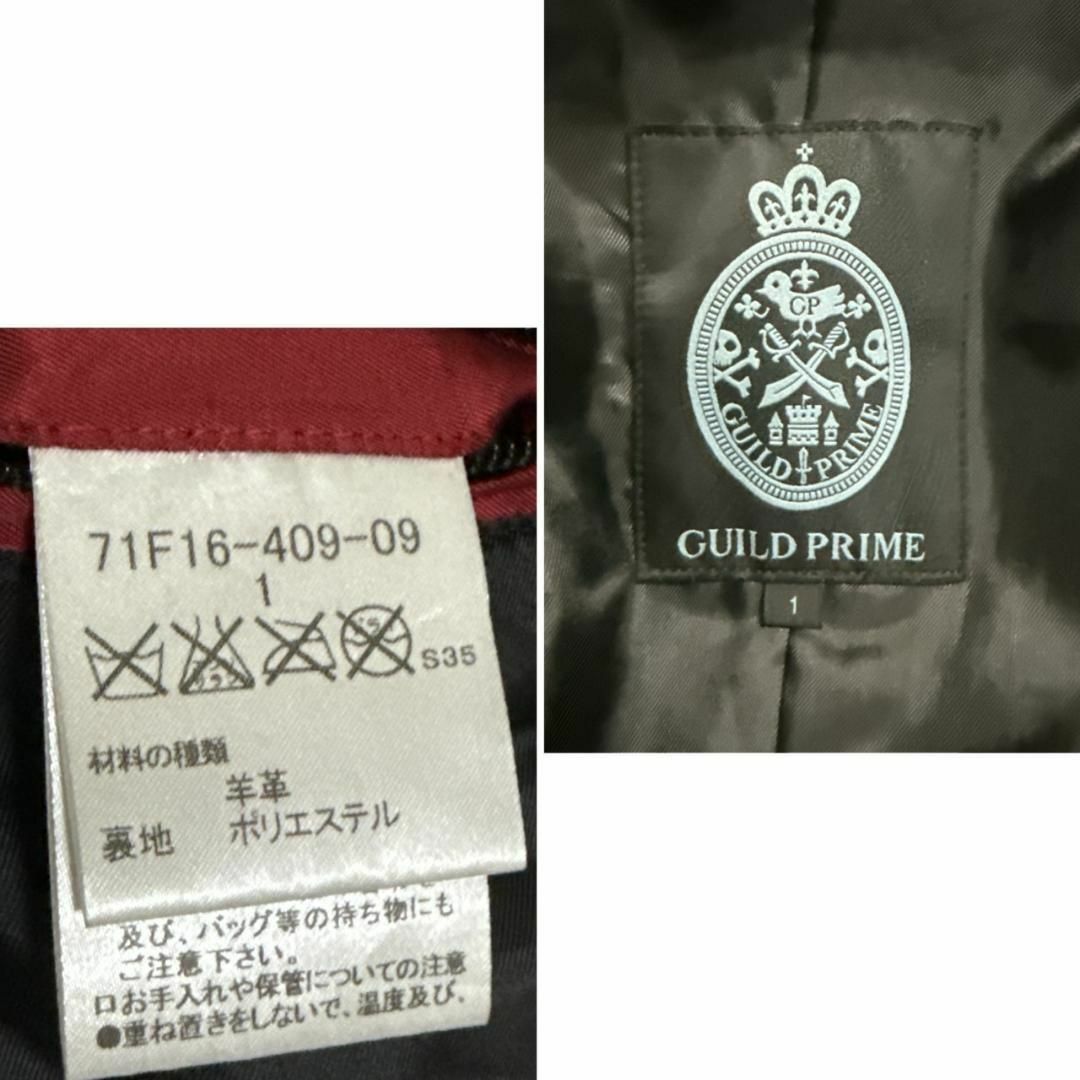 71F16-409-09
1
S35
材料の種類
羊革
裏地 ポリエステル
及び、バッグ等の持ち物にも
ご注意下さい。
ロお手入れや保管についての注意
●重ね置きをしないで、温度及び、
GP
GUILD PRIME
GUILD PRIME
1